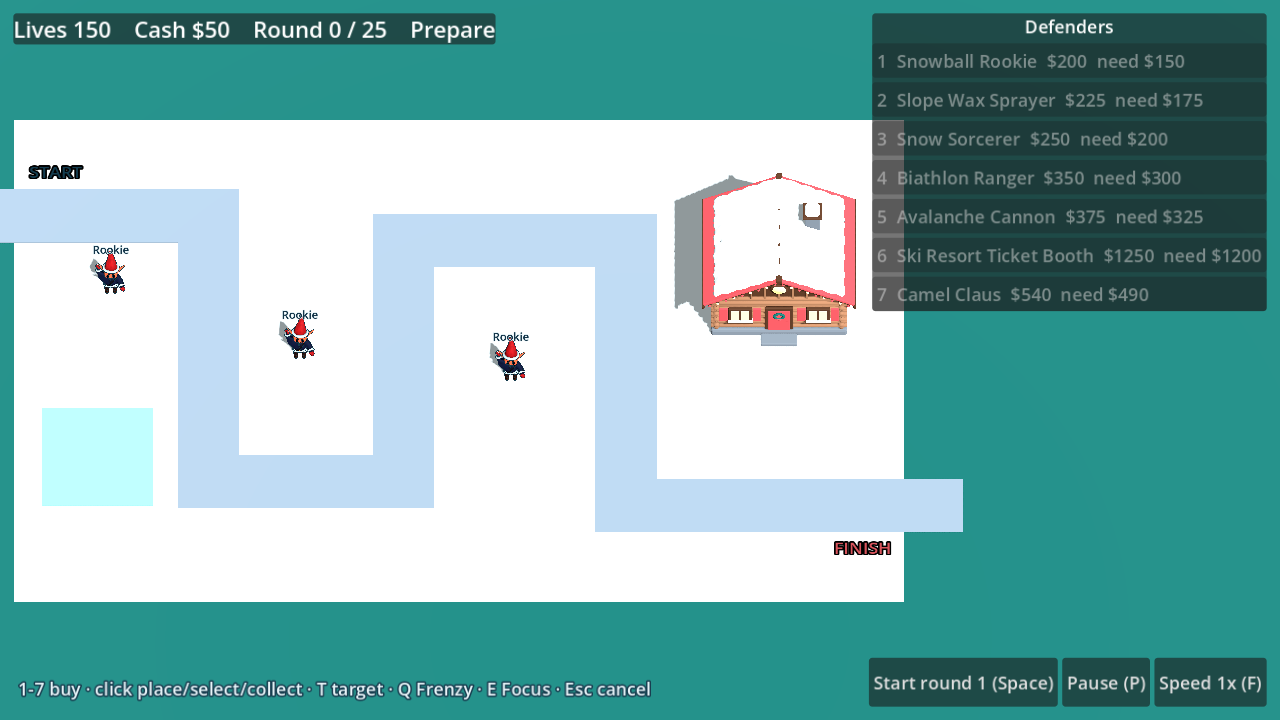 Lives 150 Cash $50 Round 0 / 25 Prepare
Defenders
1 Snowball Rookie $200 need $150
2 Slope Wax Sprayer $225 need $175
3 Snow Sorcerer $250 need $200
4 Biathlon Ranger $350 need $300
5 Avalanche Cannon $375 need $325
6 Ski Resort Ticket Booth $1250 need $1200
7 Camel Claus $540 need $490
START
Rookie
Rookie
Rookie
FINISH
1-7 buy · click place/select/collect · T target · Q Frenzy · E Focus · Esc cancel
Start round 1 (Space)
Pause (P)
Speed 1x (F)